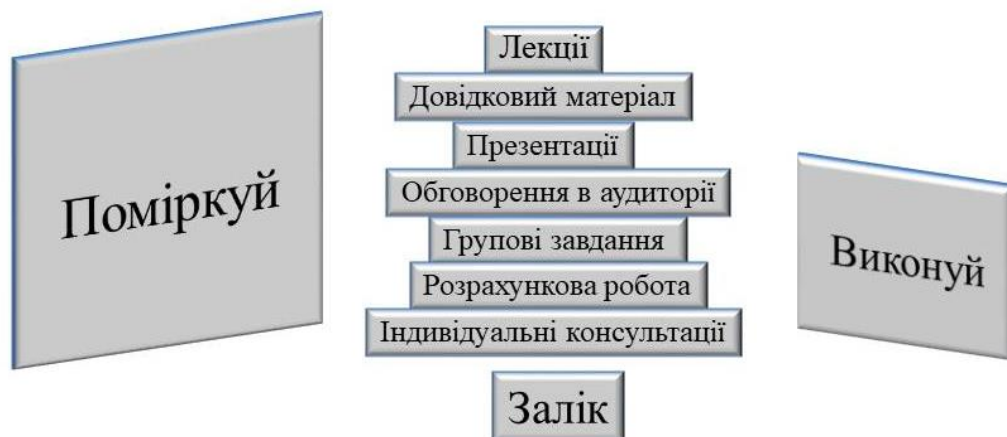 Поміркуй
Лекції
Довідковий матеріал
Презентації
Обговорення в аудиторії
Групові завдання
Розрахункова робота
Індивідуальні консультації
Залік
Виконуй